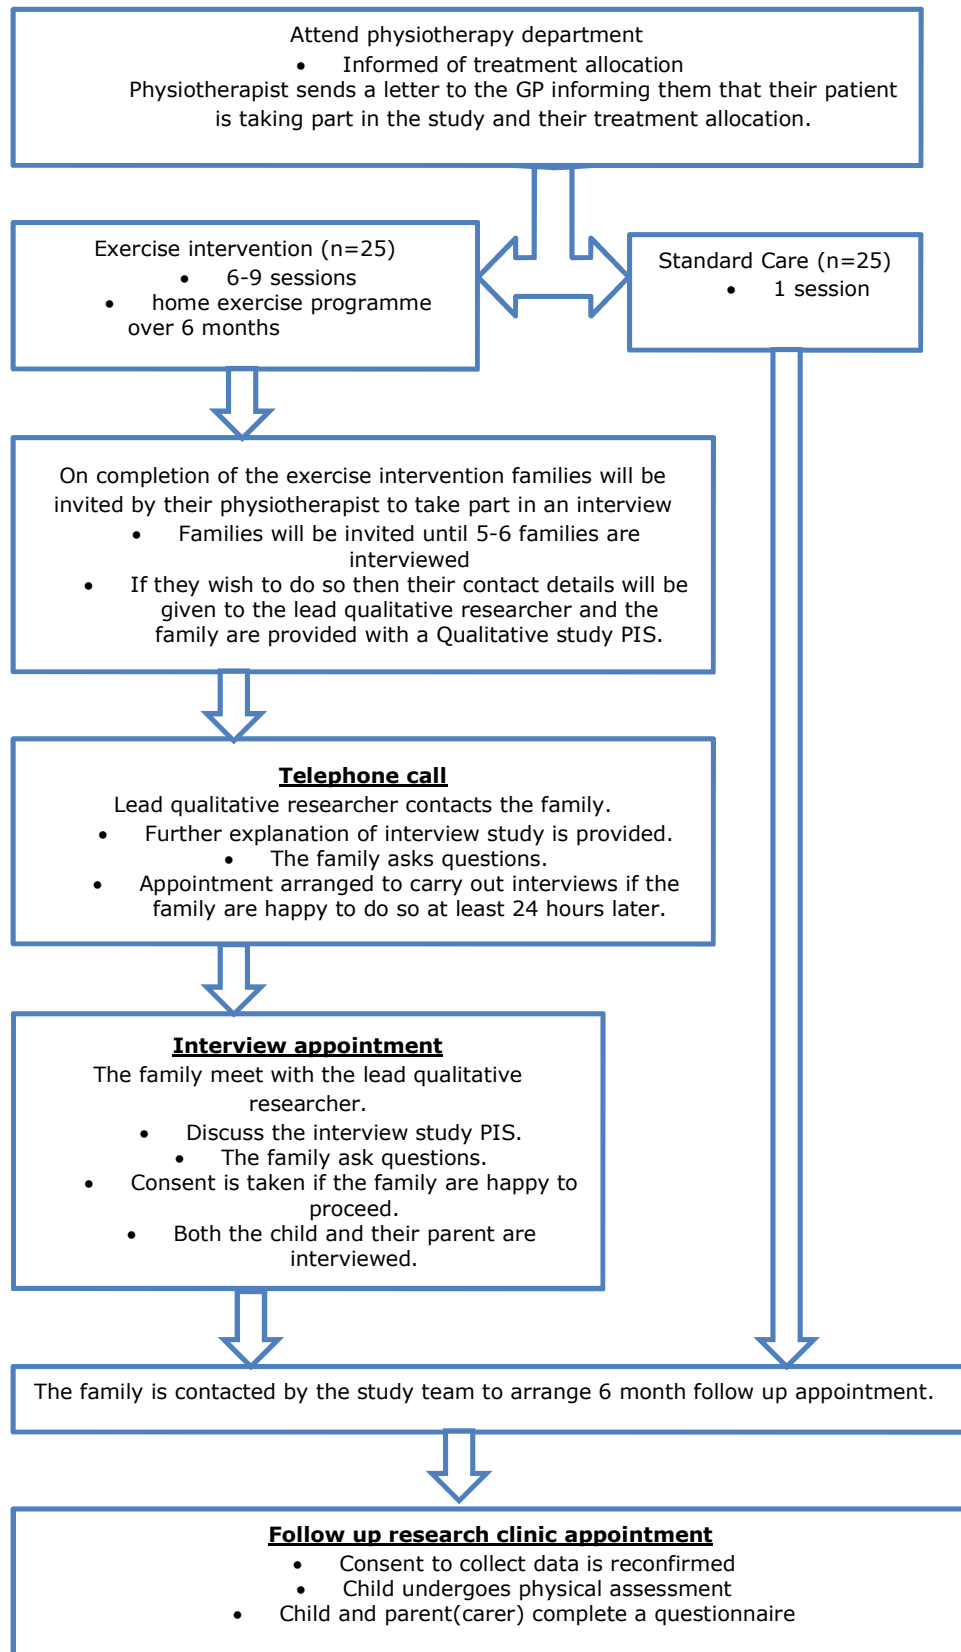 Attend physiotherapy department
• Informed of treatment allocation
Physiotherapist sends a letter to the GP informing them that their patient
is taking part in the study and their treatment allocation.
Exercise intervention (n=25)
• 6-9 sessions
• home exercise programme
over 6 months
Standard Care (n=25)
• 1 session
On completion of the exercise intervention families will be
invited by their physiotherapist to take part in an interview
• Families will be invited until 5-6 families are
interviewed
• If they wish to do so then their contact details will be
given to the lead qualitative researcher and the
family are provided with a Qualitative study PIS.
Telephone call
Lead qualitative researcher contacts the family.
• Further explanation of interview study is provided.
• The family asks questions.
• Appointment arranged to carry out interviews if the
family are happy to do so at least 24 hours later.
Interview appointment
The family meet with the lead qualitative
researcher.
• Discuss the interview study PIS.
• The family ask questions.
• Consent is taken if the family are happy to
proceed.
• Both the child and their parent are
interviewed.
The family is contacted by the study team to arrange 6 month follow up appointment.
Follow up research clinic appointment
• Consent to collect data is reconfirmed
• Child undergoes physical assessment
• Child and parent(carer) complete a questionnaire